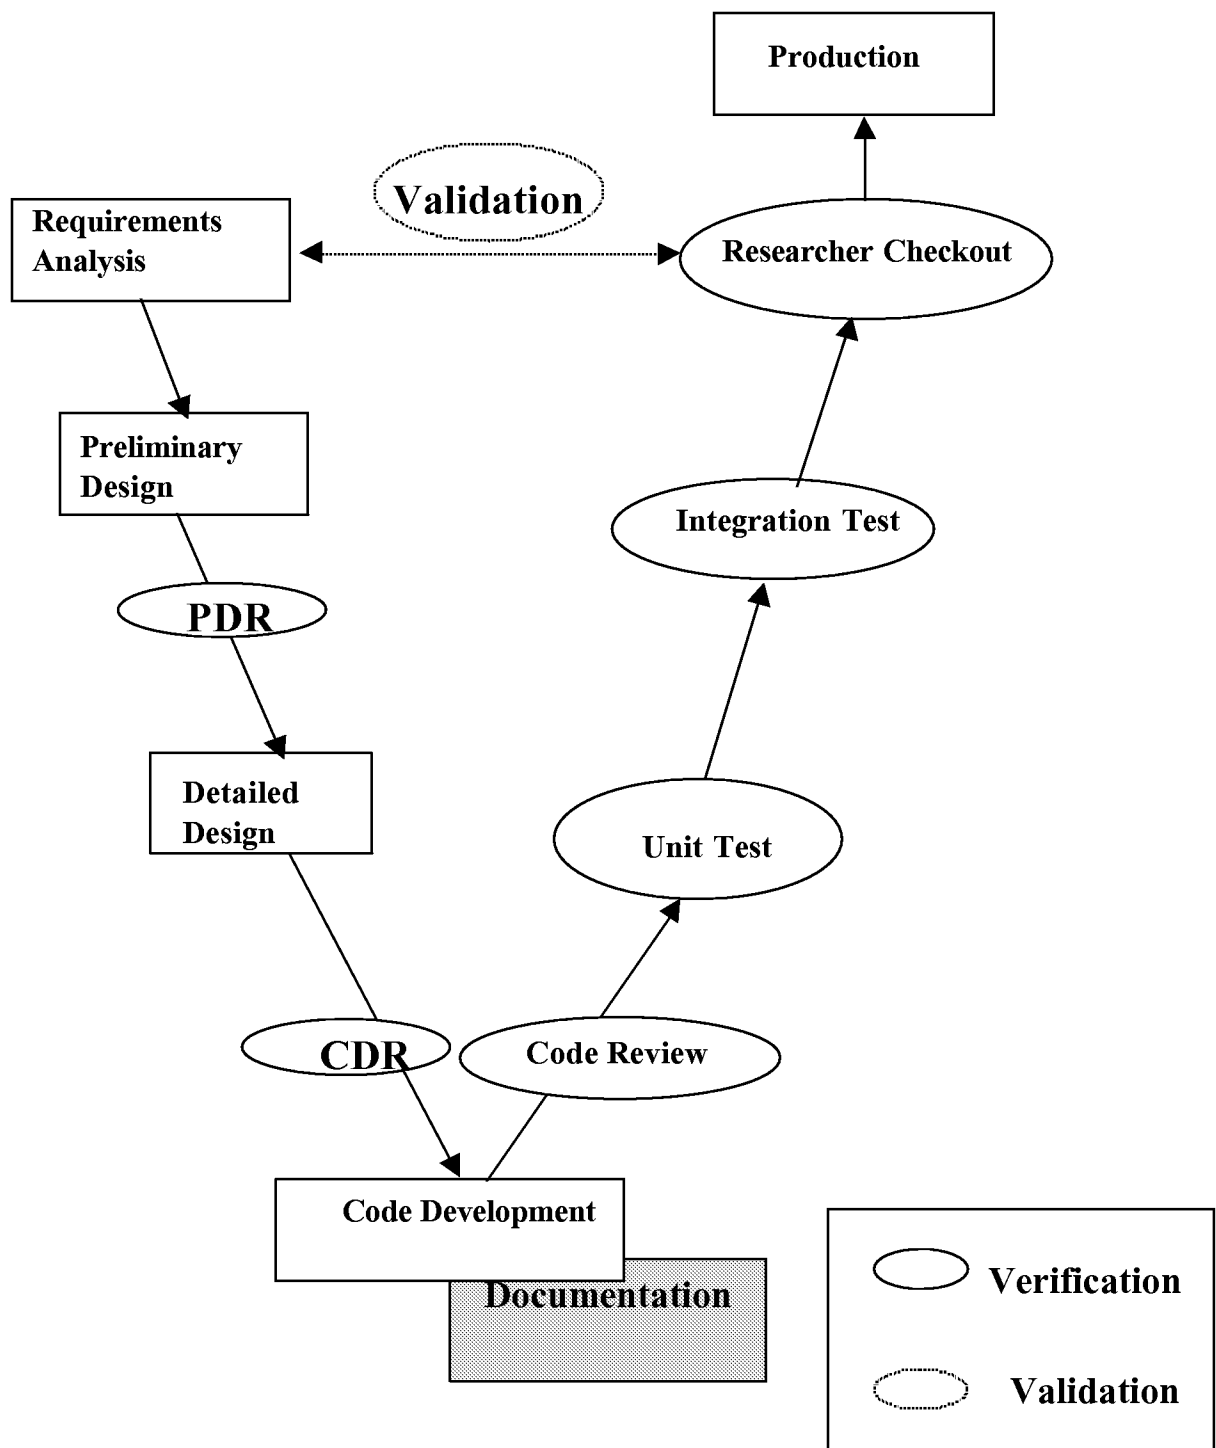 Production
Validation
Requirements
Analysis
Researcher Checkout
Preliminary
Design
Integration Test
PDR
Detailed
Design
Unit Test
CDR
Code Review
Code Development
Documentation
Verification
Validation